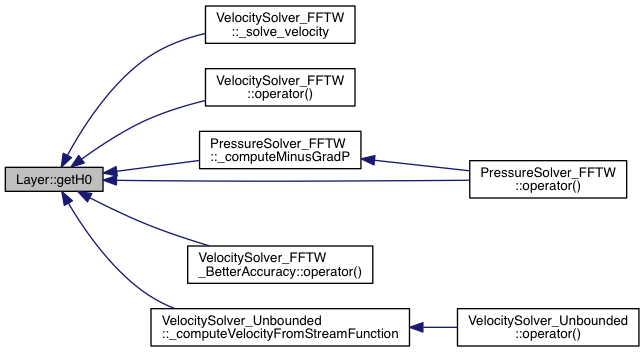 VelocitySolver_FFTW
::_solve_velocity
VelocitySolver_FFTW
::operator()
PressureSolver_FFTW
::_computeMinusGradP
Layer::getH0
PressureSolver_FFTW
::operator()
VelocitySolver_FFTW
_BetterAccuracy::operator()
VelocitySolver_Unbounded
::_computeVelocityFromStreamFunction
VelocitySolver_Unbounded
::operator()